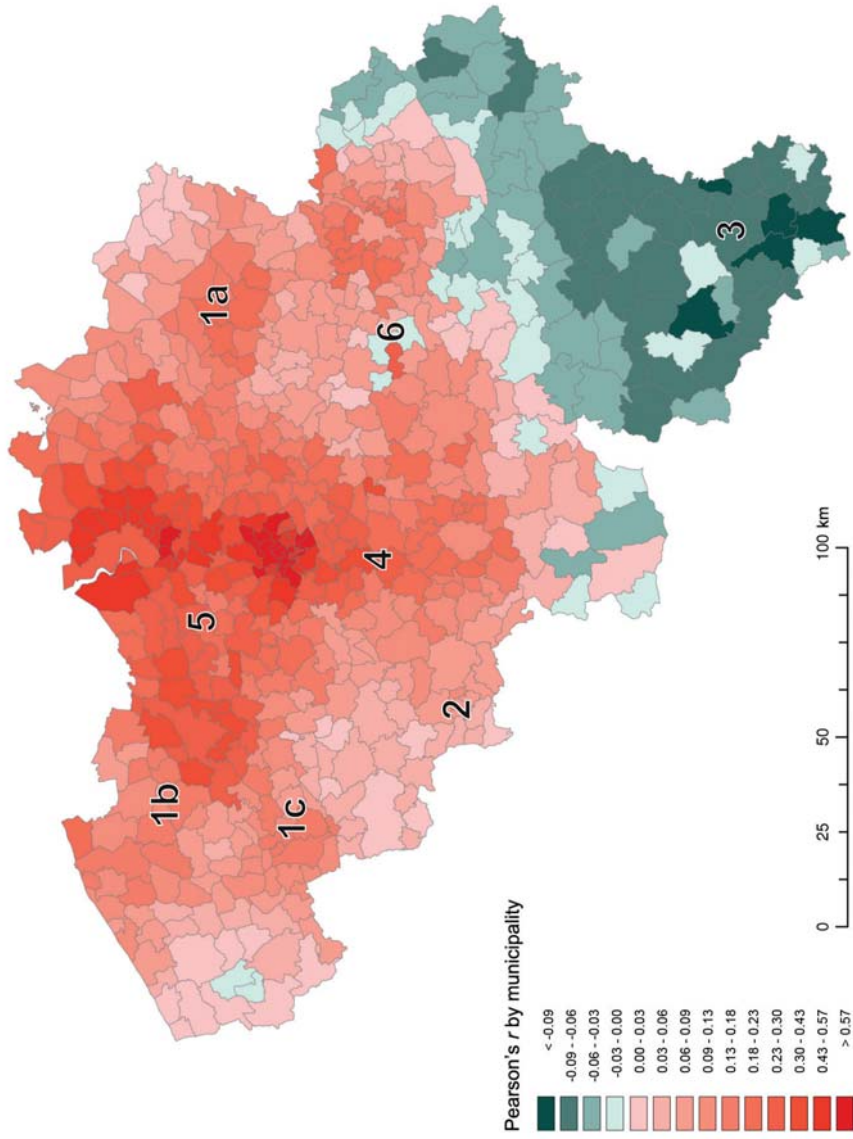 1a
1b
5
6
1c
4
3
2
Pearson's r by municipality
< -0.09
-0.09 - -0.06
-0.06 - -0.03
-0.03 - 0.00
0.00 - 0.03
0.03 - 0.06
0.06 - 0.09
0.09 - 0.13
0.13 - 0.18
0.18 - 0.23
0.23 - 0.30
0.30 - 0.43
0.43 - 0.57
> 0.57
0 25 50 100 km